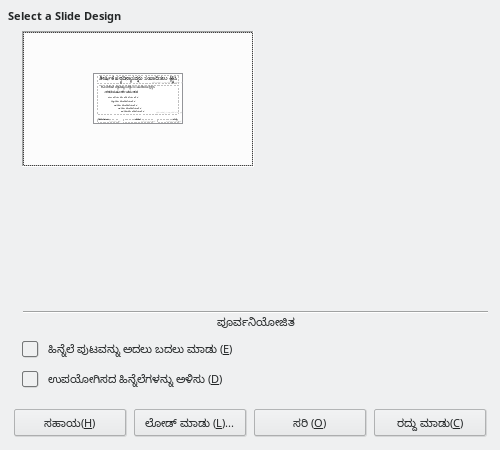 Select a Slide Design
ಪೂರ್ವನಿಯೋಜಿತ
ಹಿನ್ನೆಲೆ ಪುಟವನ್ನು ಅದಲು ಬದಲು ಮಾಡು (E)
ಉಪಯೋಗಿಸದ ಹಿನ್ನೆಲೆಗಳನ್ನು ಅಳಿಸು (D)
ಸಹಾಯ(H) ಲೋಡ್ ಮಾಡು (L)... ಸರಿ (O) ರದ್ದು ಮಾಡು(C)